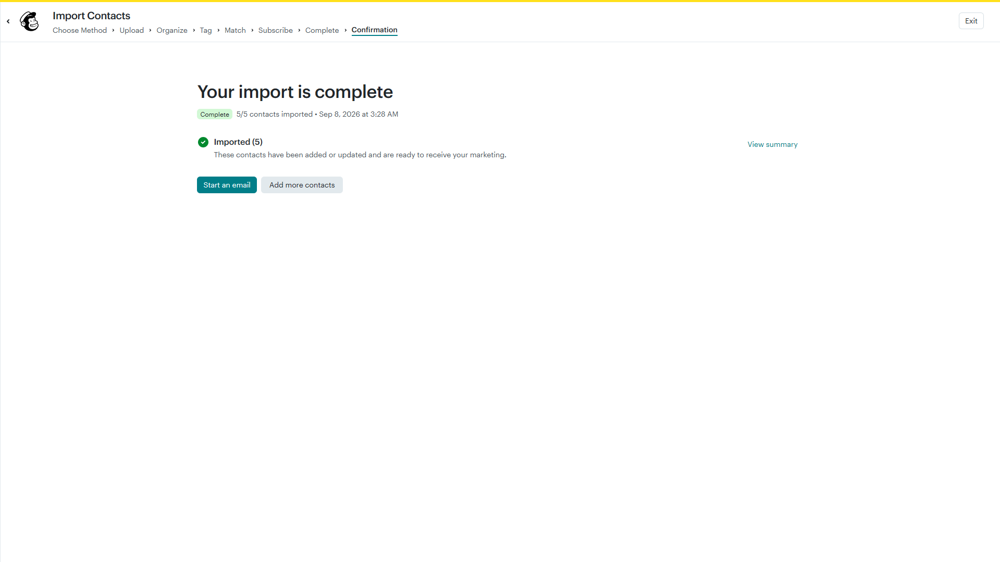 Import Contacts
Exit
Choose Method › Upload › Organize › Tag › Match › Subscribe › Complete › Confirmation
Your import is complete
Complete 5/5 contacts imported • Sep 8, 2026 at 3:28 AM
Imported (5)
View summary
These contacts have been added or updated and are ready to receive your marketing.
Start an email Add more contacts